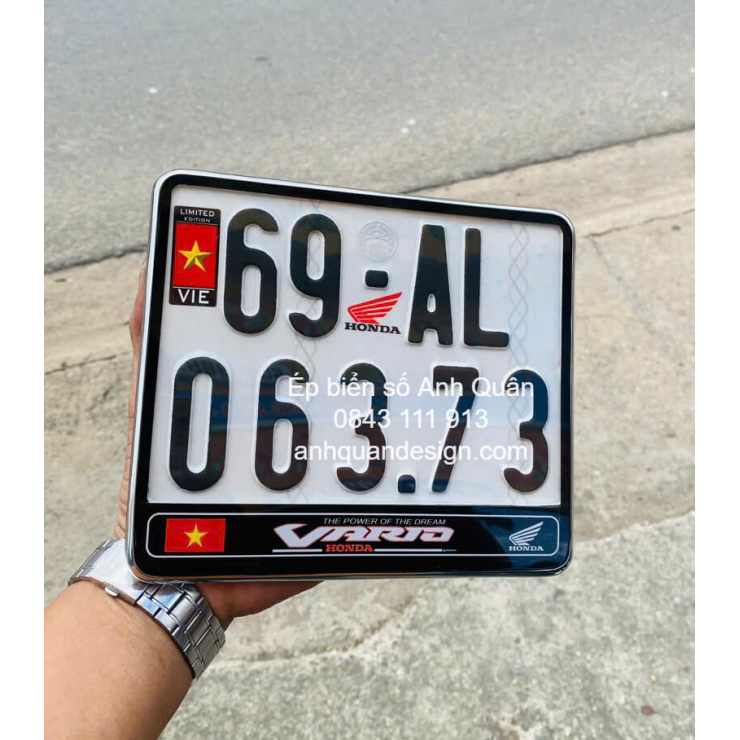 LIMITED
EDITION
VIE
69-AL
HONDA
063.73
Ép biển số Anh Quân
0843 111 913
anhquandesign.com
THE POWER OF THE DREAM
VARIO
HONDA
HONDA